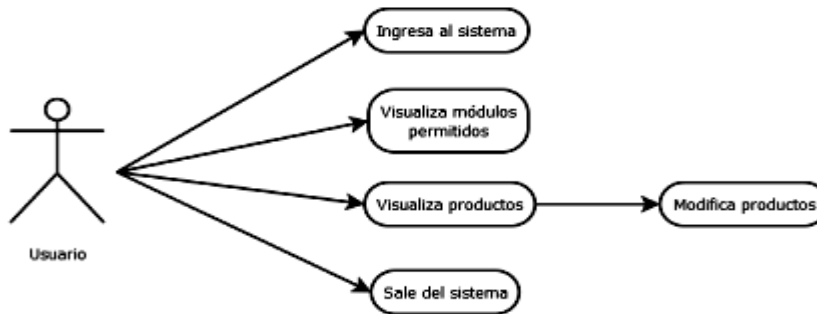 Ingresa al sistema
Visualiza módulos
permitidos
Visualiza productos
Modifica productos
Usuario
Sale del sistema